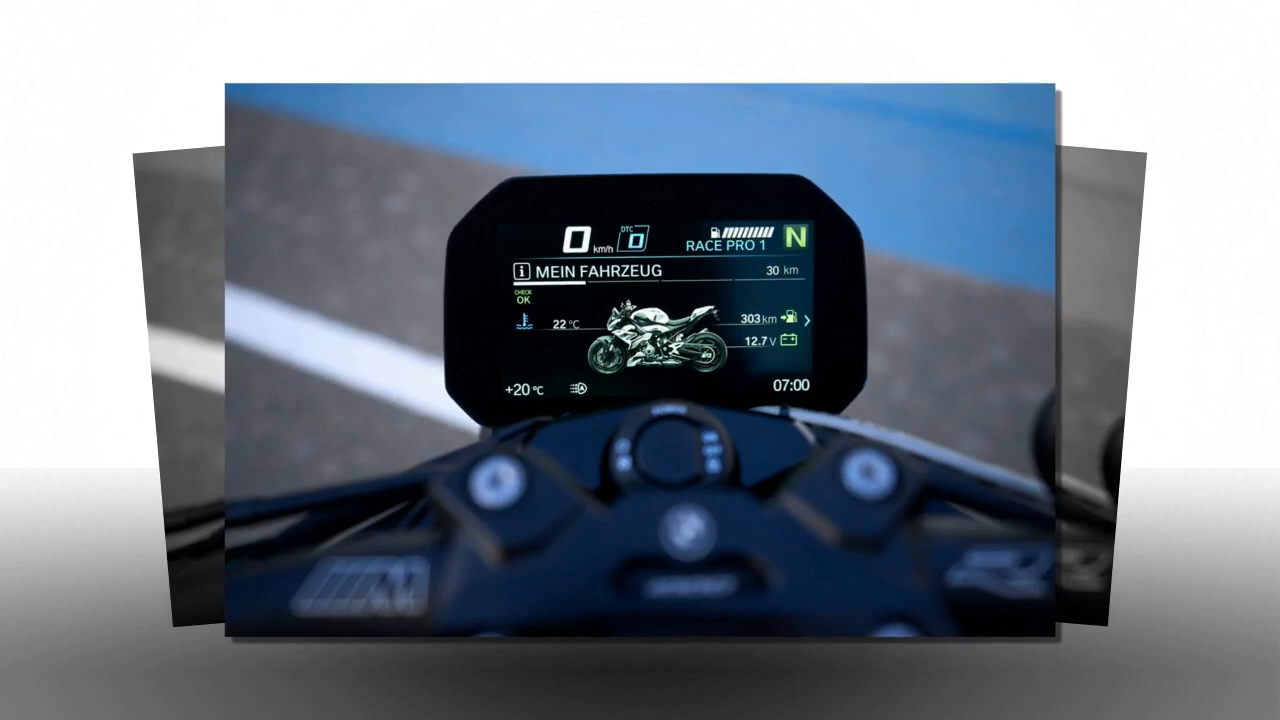 0 km/h DTC 0 RACE PRO 1 N
i MEIN FAHRZEUG 30 km
CHECK
OK
22 °C 303 km
12.7 V
+20 °C A 07:00